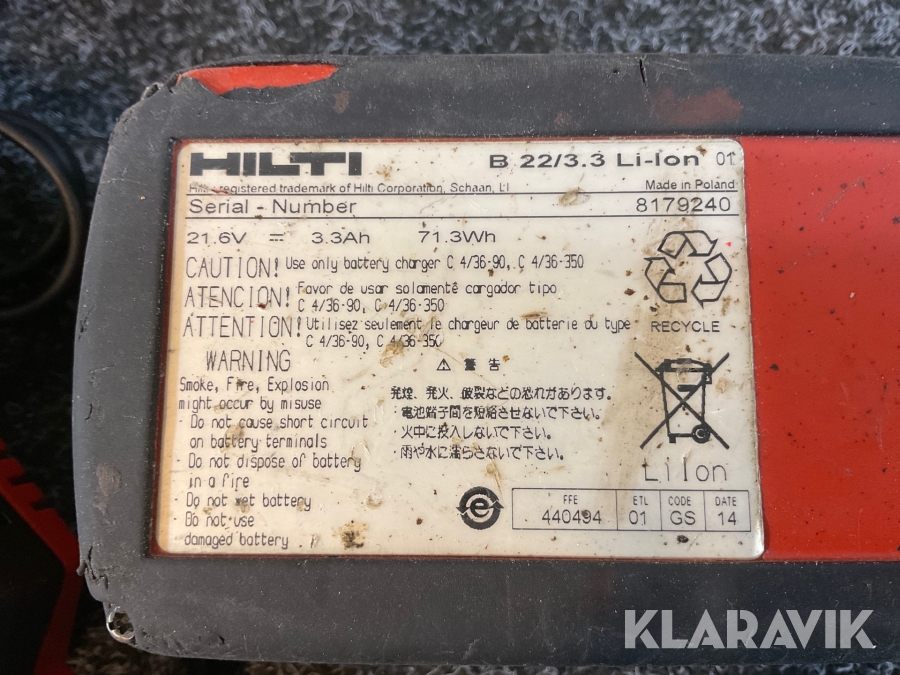 HILTI B 22/3.3 Li-Ion 01
Hilti registered trademark of Hilti Corporation, Schaan, LI Made in Poland
Serial - Number 8179240
21.6V ⎓ 3.3Ah 71.3Wh
CAUTION! Use only battery charger C 4/36-90, C 4/36-350
ATENCION! Favor de usar solamente cargador tipo
C 4/36-90, C 4/36-350
ATTENTION! Utilisez seulement le chargeur de batterie du type
C 4/36-90, C 4/36-350
RECYCLE
WARNING
Smoke, Fire, Explosion
might occur by misuse
- Do not cause short circuit
on battery terminals
- Do not dispose of battery
in a fire
- Do not wet battery
- Do not use
damaged battery
⚠ 警告
発煙、発火、破裂などの恐れがあります。
・電池端子間を短絡させないで下さい。
・火中に投入しないで下さい。
・雨や水に濡らさないで下さい。
Li Ion
FFE ETL CODE DATE
440494 01 GS 14
KLARAVIK